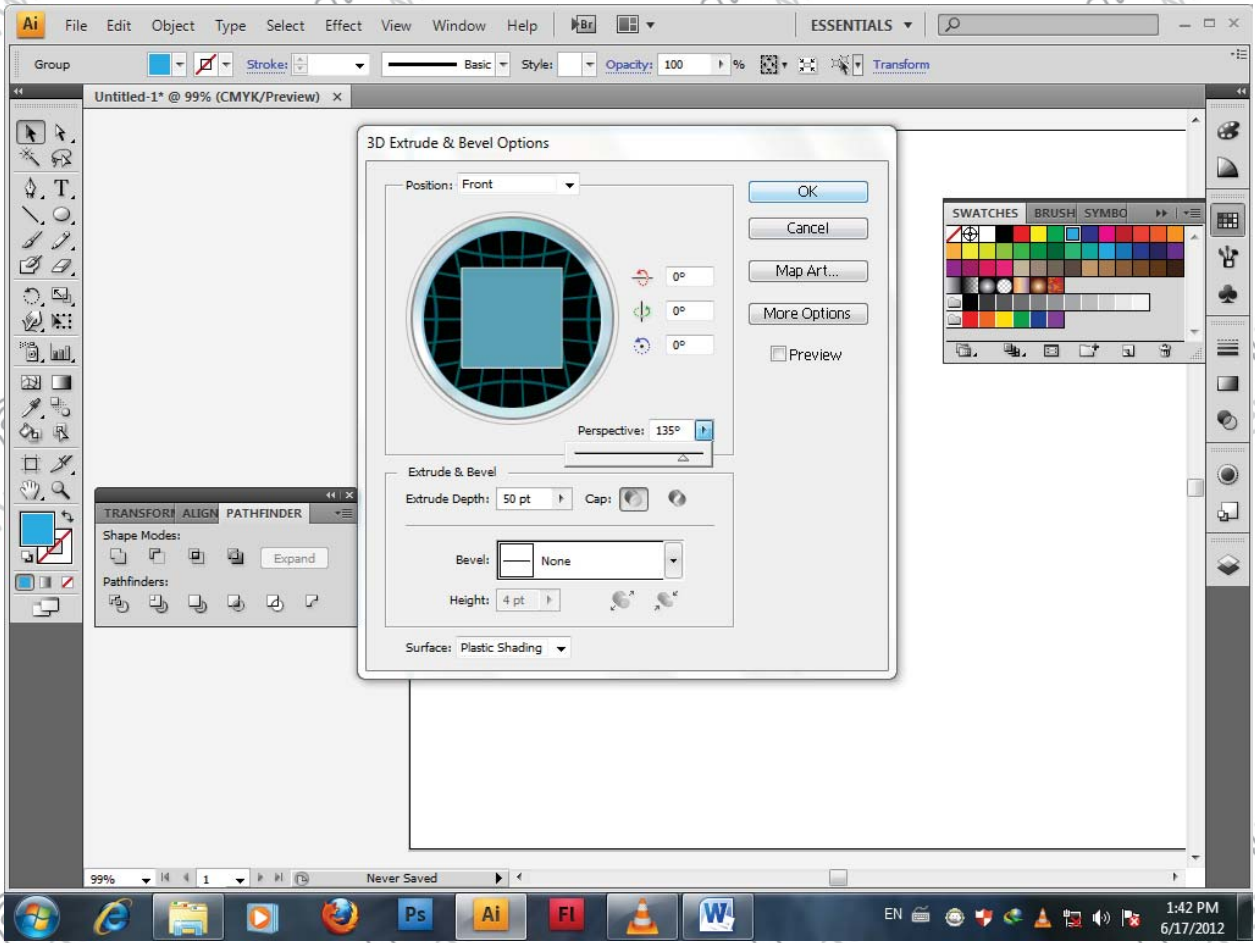 Ai File Edit Object Type Select Effect View Window Help Br ESSENTIALS
Group Stroke: Basic Style: Opacity: 100 % Transform
Untitled-1* @ 99% (CMYK/Preview) ×
3D Extrude & Bevel Options
Position: Front
OK
Cancel
Map Art...
More Options
Preview
0°
0°
0°
Perspective: 135°
Extrude & Bevel
Extrude Depth: 50 pt Cap:
Bevel: None
Height: 4 pt
Surface: Plastic Shading
SWATCHES BRUSH SYMBO
TRANSFORM ALIGN PATHFINDER
Shape Modes:
Expand
Pathfinders:
99% 1 Never Saved
Ps Ai Fl W EN 1:42 PM
6/17/2012